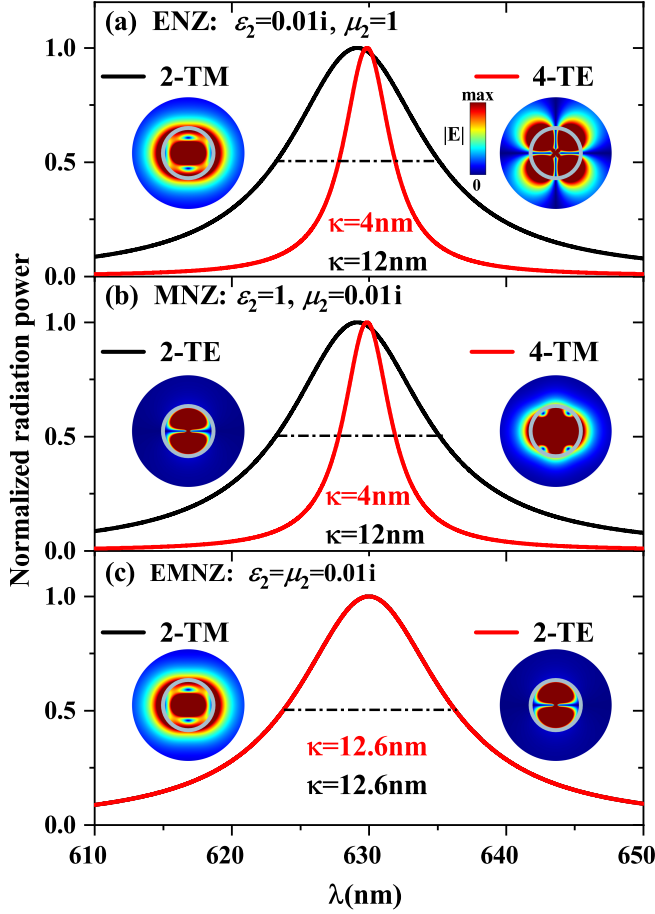 Normalized radiation power
(a) ENZ: ε₂=0.01i, μ₂=1
1.0
2-TM
4-TE
max
|E|
0
0.5
κ=4nm
κ=12nm
0.0
(b) MNZ: ε₂=1, μ₂=0.01i
1.0
2-TE
4-TM
0.5
κ=4nm
κ=12nm
0.0
(c) EMNZ: ε₂=μ₂=0.01i
1.0
2-TM
2-TE
0.5
κ=12.6nm
κ=12.6nm
0.0
610 620 630 640 650
λ(nm)